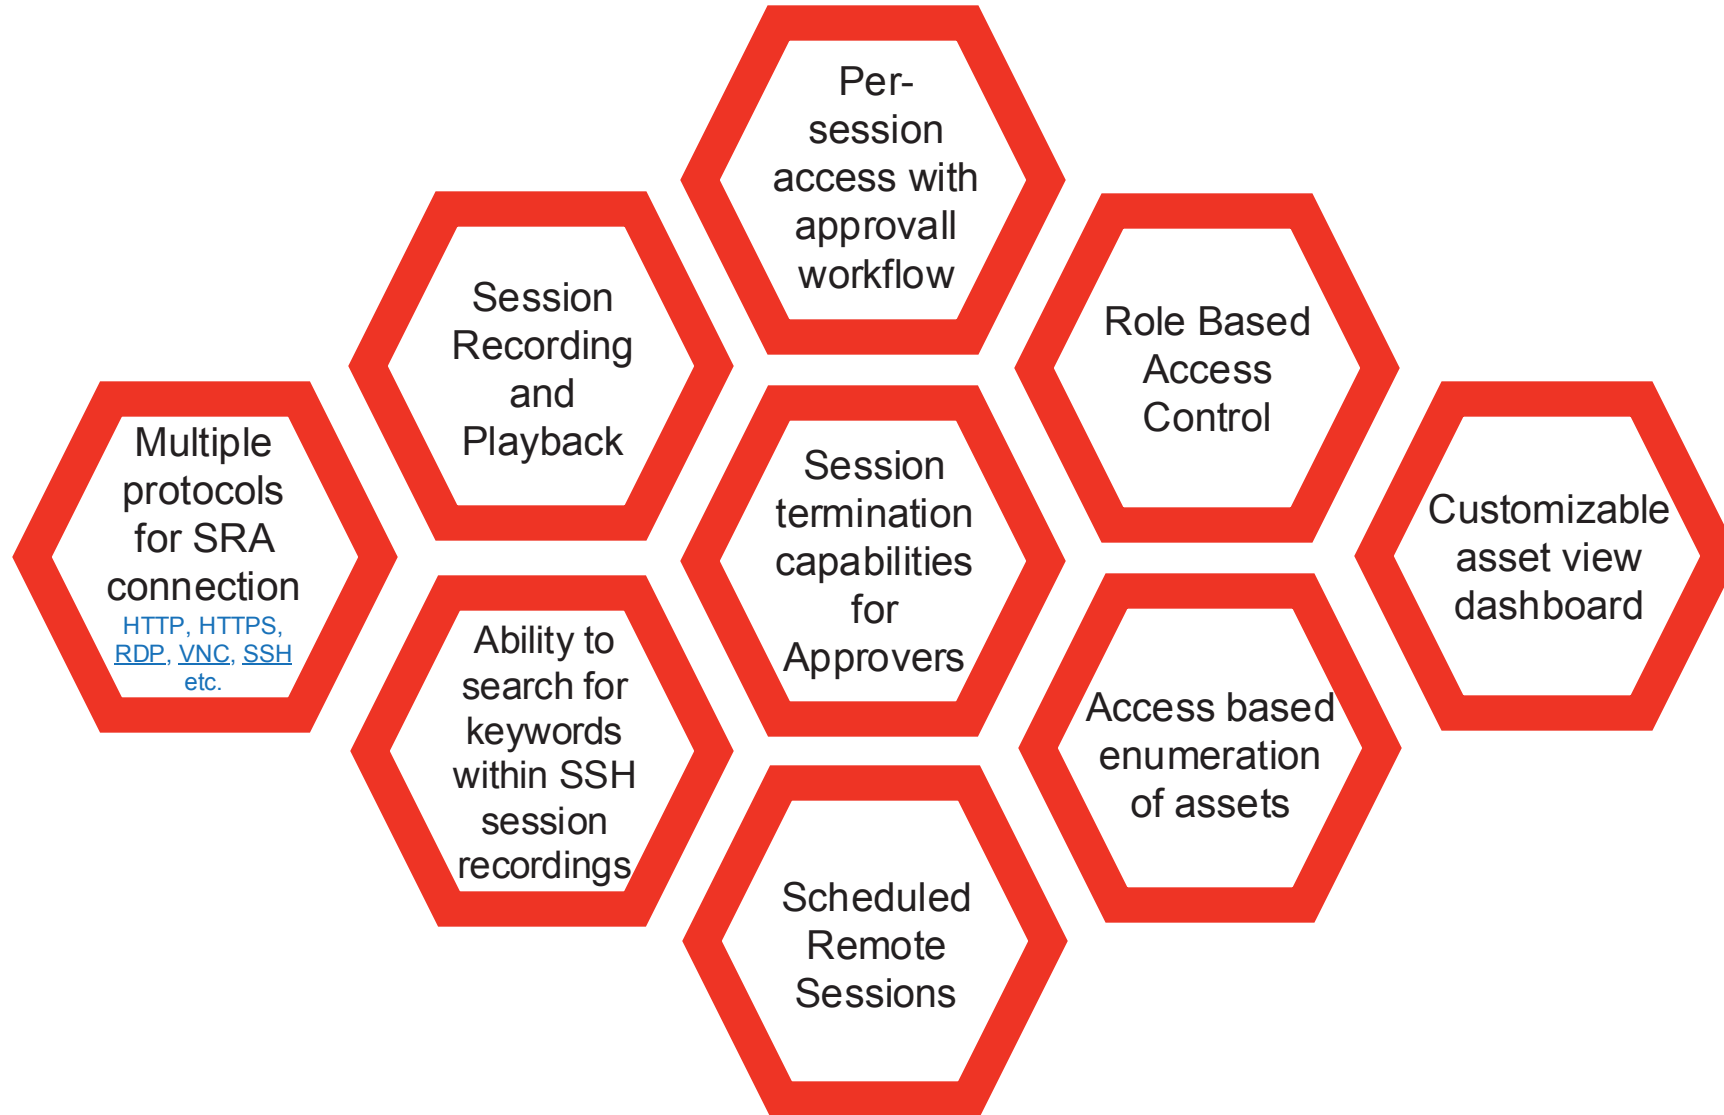 Per-
session
access with
approvall
workflow
Session
Recording
and
Playback
Role Based
Access
Control
Multiple
protocols
for SRA
connection
HTTP, HTTPS,
RDP, VNC, SSH
etc.
Session
termination
capabilities
for
Approvers
Customizable
asset view
dashboard
Ability to
search for
keywords
within SSH
session
recordings
Access based
enumeration
of assets
Scheduled
Remote
Sessions